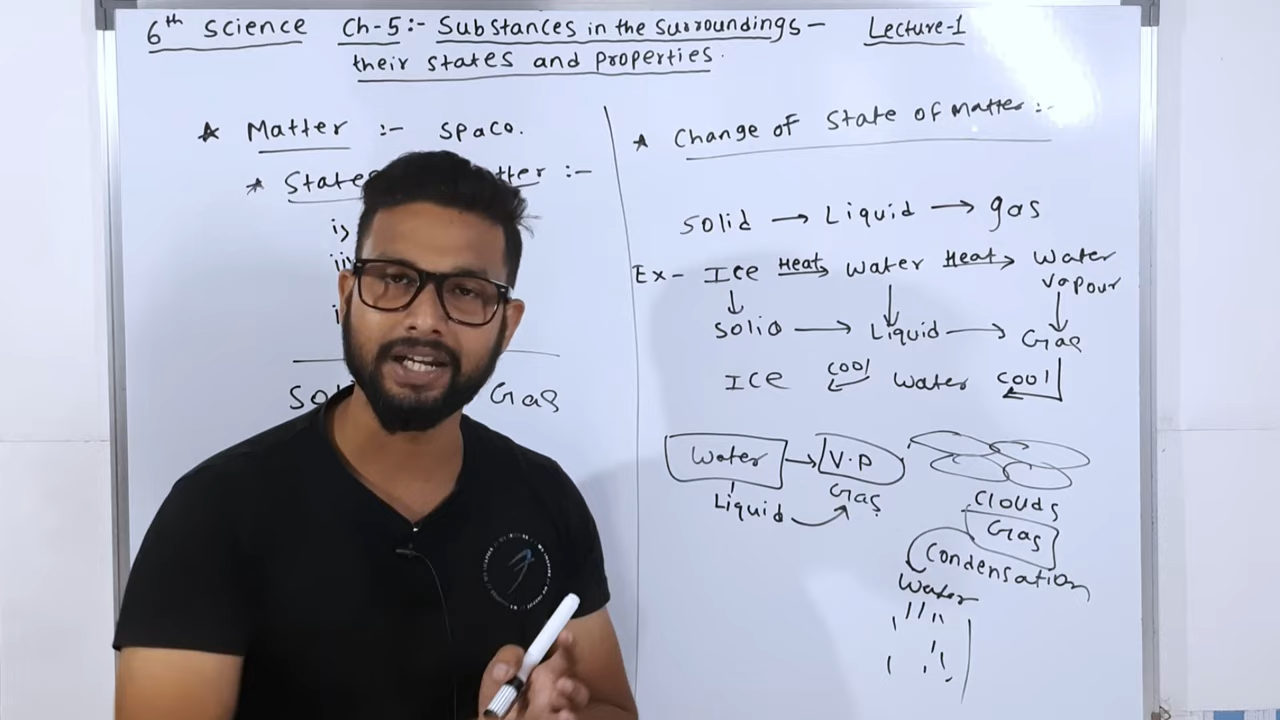 6th Science Ch-5:- Substances in the Surroundings - Lecture-1
their states and properties.
* Matter :- Space.
* States tter :-
i>
ii>
i
Sol Gas
* Change of State of Matter :-
Solid → Liquid → gas
Ex- Ice Heat→ Water Heat→ Water
Vapour
Solid → Liquid → Gas
Ice cool← Water cool←
Water → V.P
Liquid Gas
Clouds
Gas
Condensation
Water